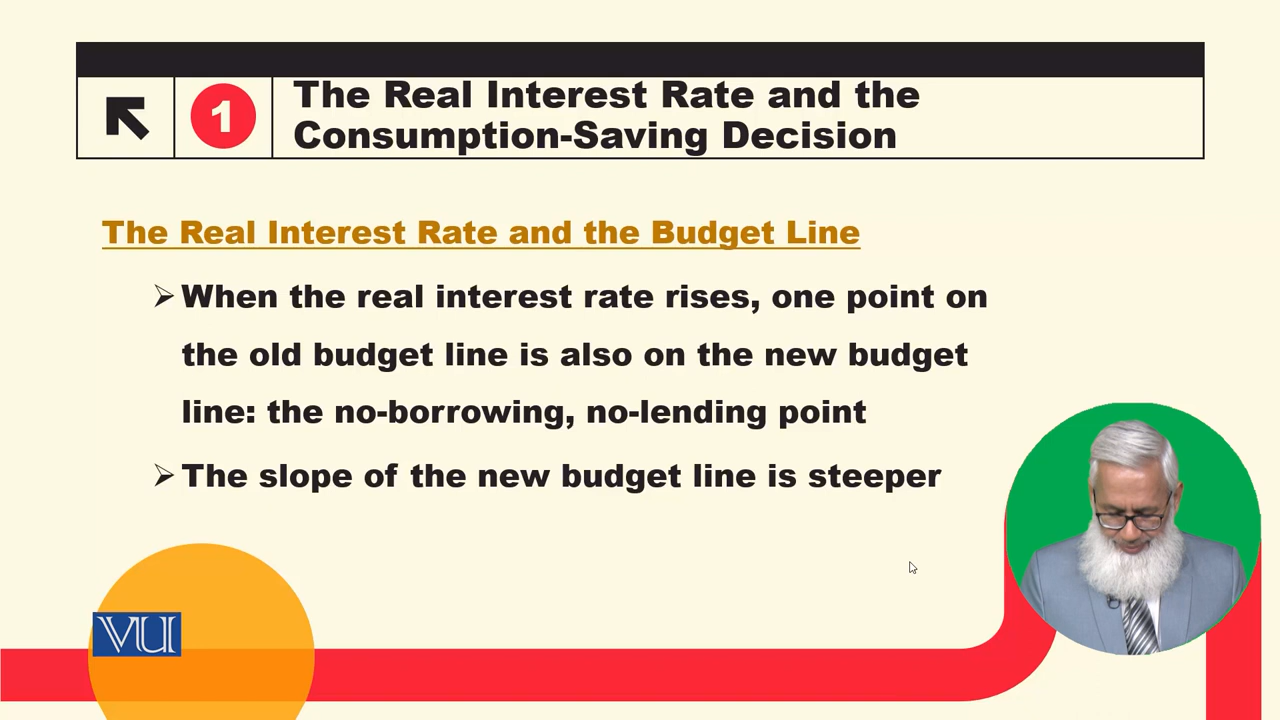 1
The Real Interest Rate and the
Consumption-Saving Decision
The Real Interest Rate and the Budget Line
When the real interest rate rises, one point on
the old budget line is also on the new budget
line: the no-borrowing, no-lending point
The slope of the new budget line is steeper
VU